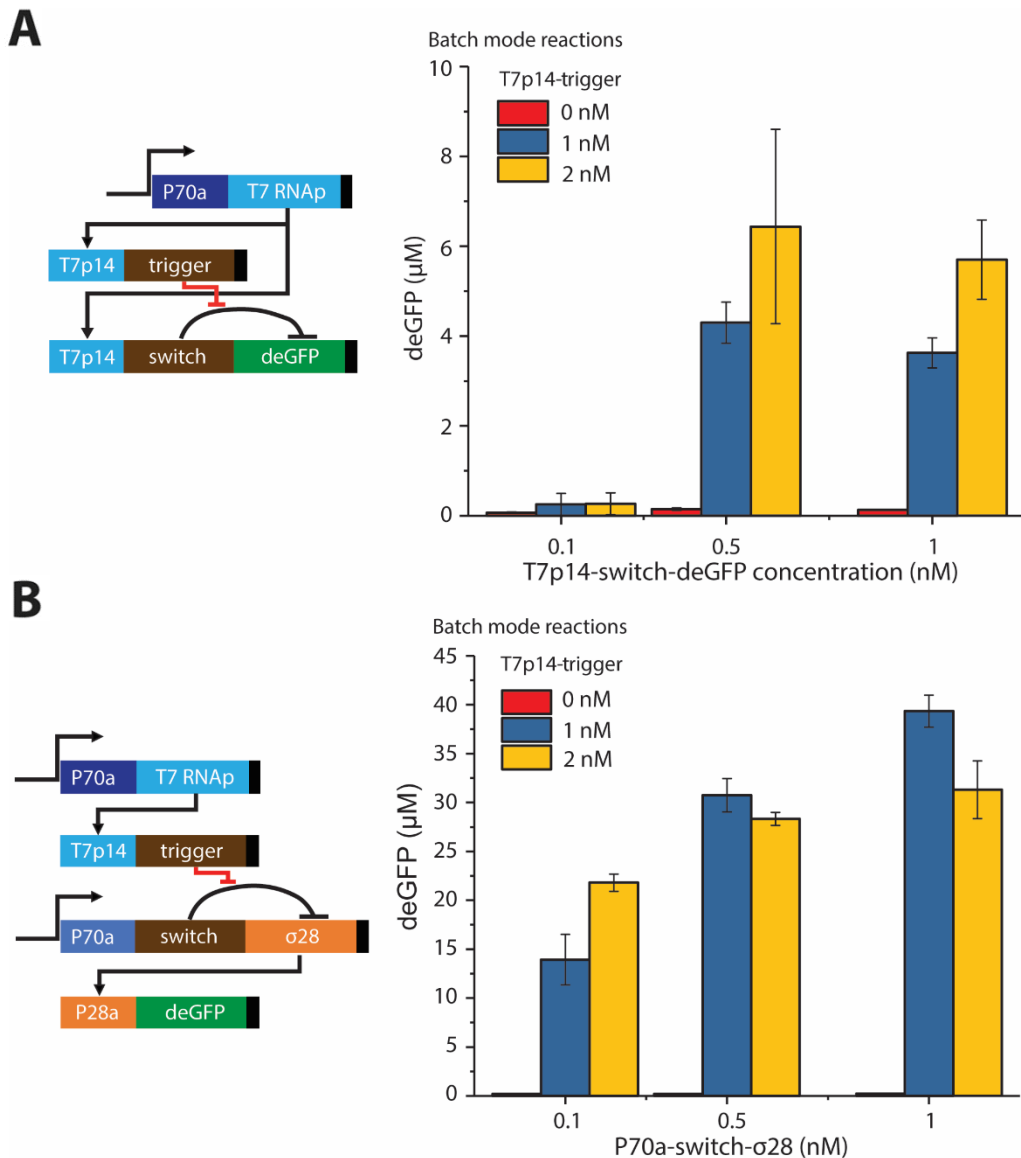 A
P70a T7 RNAp
T7p14 trigger
T7p14 switch deGFP
Batch mode reactions
T7p14-trigger
0 nM
1 nM
2 nM
deGFP (µM)
10
8
6
4
2
0
0.1 0.5 1
T7p14-switch-deGFP concentration (nM)
B
P70a T7 RNAp
T7p14 trigger
P70a switch σ28
P28a deGFP
Batch mode reactions
T7p14-trigger
0 nM
1 nM
2 nM
deGFP (µM)
45
40
35
30
25
20
15
10
5
0
0.1 0.5 1
P70a-switch-σ28 (nM)